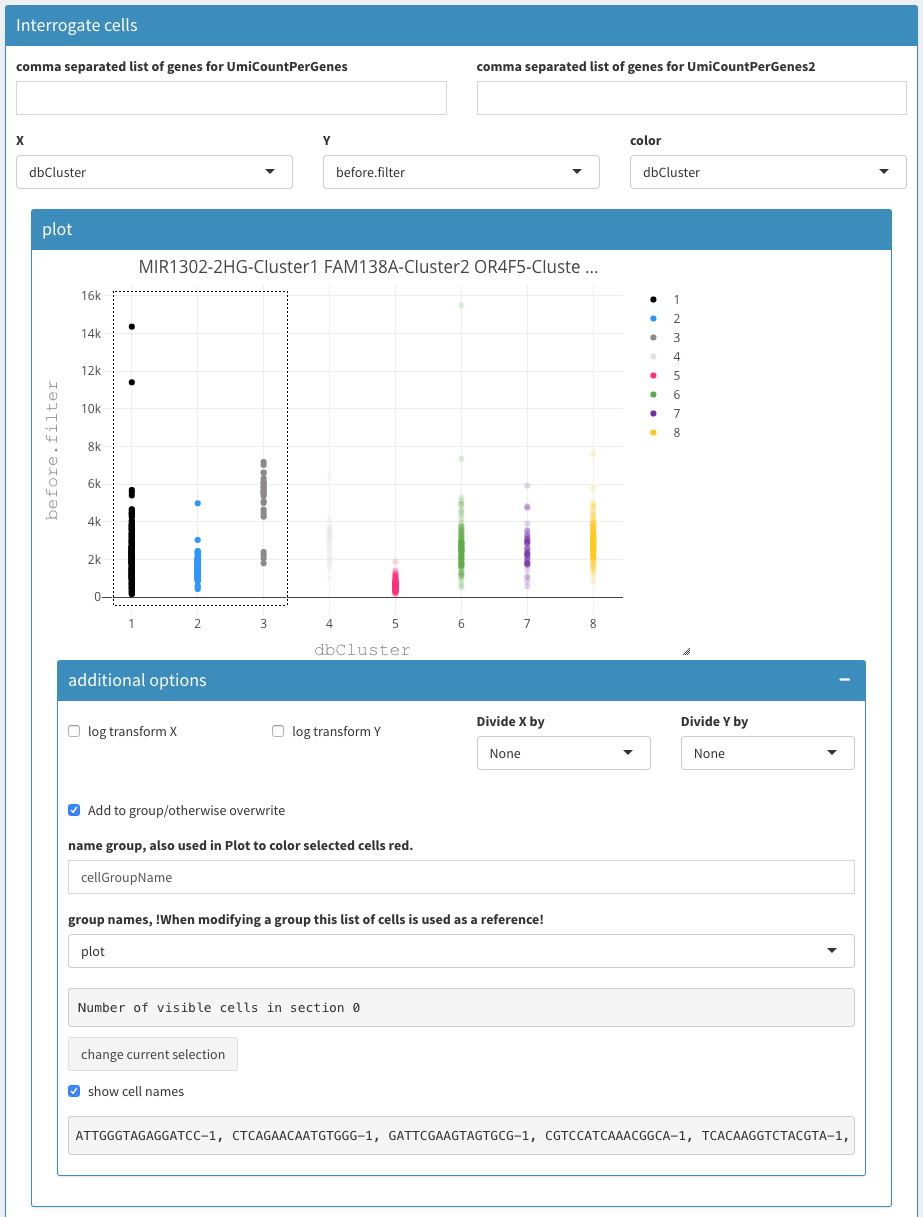 Interrogate cells
comma separated list of genes for UmiCountPerGenes
comma separated list of genes for UmiCountPerGenes2
X
Y
color
dbCluster
before.filter
dbCluster
plot
MIR1302-2HG-Cluster1 FAM138A-Cluster2 OR4F5-Cluste ...
16k
14k
12k
10k
8k
6k
4k
2k
0
before.filter
1 2 3 4 5 6 7 8
dbCluster
1
2
3
4
5
6
7
8
additional options
log transform X
log transform Y
Divide X by
None
Divide Y by
None
Add to group/otherwise overwrite
name group, also used in Plot to color selected cells red.
cellGroupName
group names, !When modifying a group this list of cells is used as a reference!
plot
Number of visible cells in section 0
change current selection
show cell names
ATTGGGTAGAGGATCC-1, CTCAGAACAATGTGGG-1, GATTCGAAGTAGTGCG-1, CGTCCATCAAACGGCA-1, TCACAAGGTCTACGTA-1,